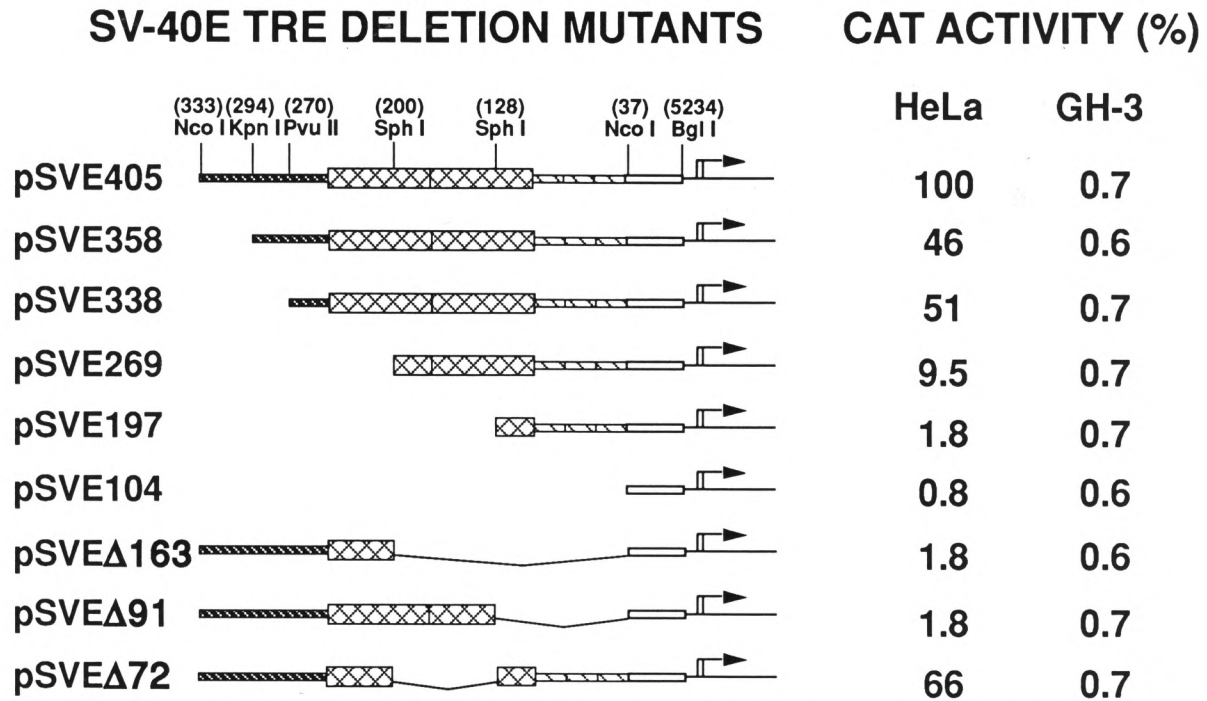 SV-40E TRE DELETION MUTANTS CAT ACTIVITY (%)
(333) (294) (270) (200) (128) (37) (5234) HeLa GH-3
Nco I Kpn I Pvu II Sph I Sph I Nco I Bgl I
pSVE405 100 0.7
pSVE358 46 0.6
pSVE338 51 0.7
pSVE269 9.5 0.7
pSVE197 1.8 0.7
pSVE104 0.8 0.6
pSVEΔ163 1.8 0.6
pSVEΔ91 1.8 0.7
pSVEΔ72 66 0.7